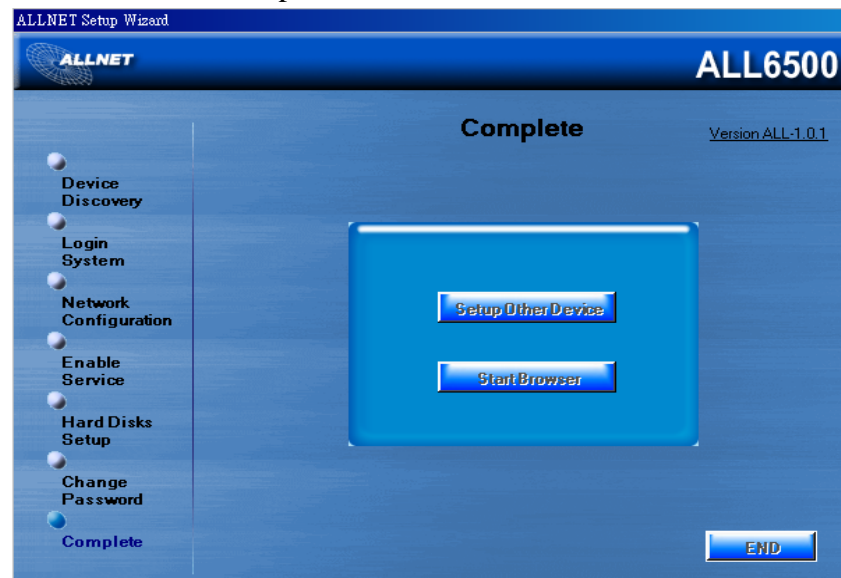 ALLNET Setup Wizard
ALLNET
ALL6500
Complete
Version ALL-1.0.1
Device
Discovery
Login
System
Network
Configuration
Enable
Service
Hard Disks
Setup
Change
Password
Complete
Setup Other Device
Start Browser
END